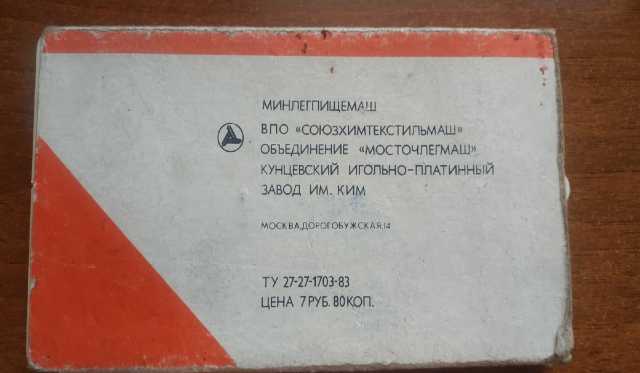 МИНЛЕГПИЩЕМАШ
ВПО «СОЮЗХИМТЕКСТИЛЬМАШ»
ОБЪЕДИНЕНИЕ «МОСТОЧЛЕГМАШ»
КУНЦЕВСКИЙ ИГОЛЬНО-ПЛАТИННЫЙ
ЗАВОД ИМ. КИМ
МОСКВА, ДОРОГОБУЖСКАЯ, 14
ТУ 27-27-1703-83
ЦЕНА 7 РУБ. 80 КОП.